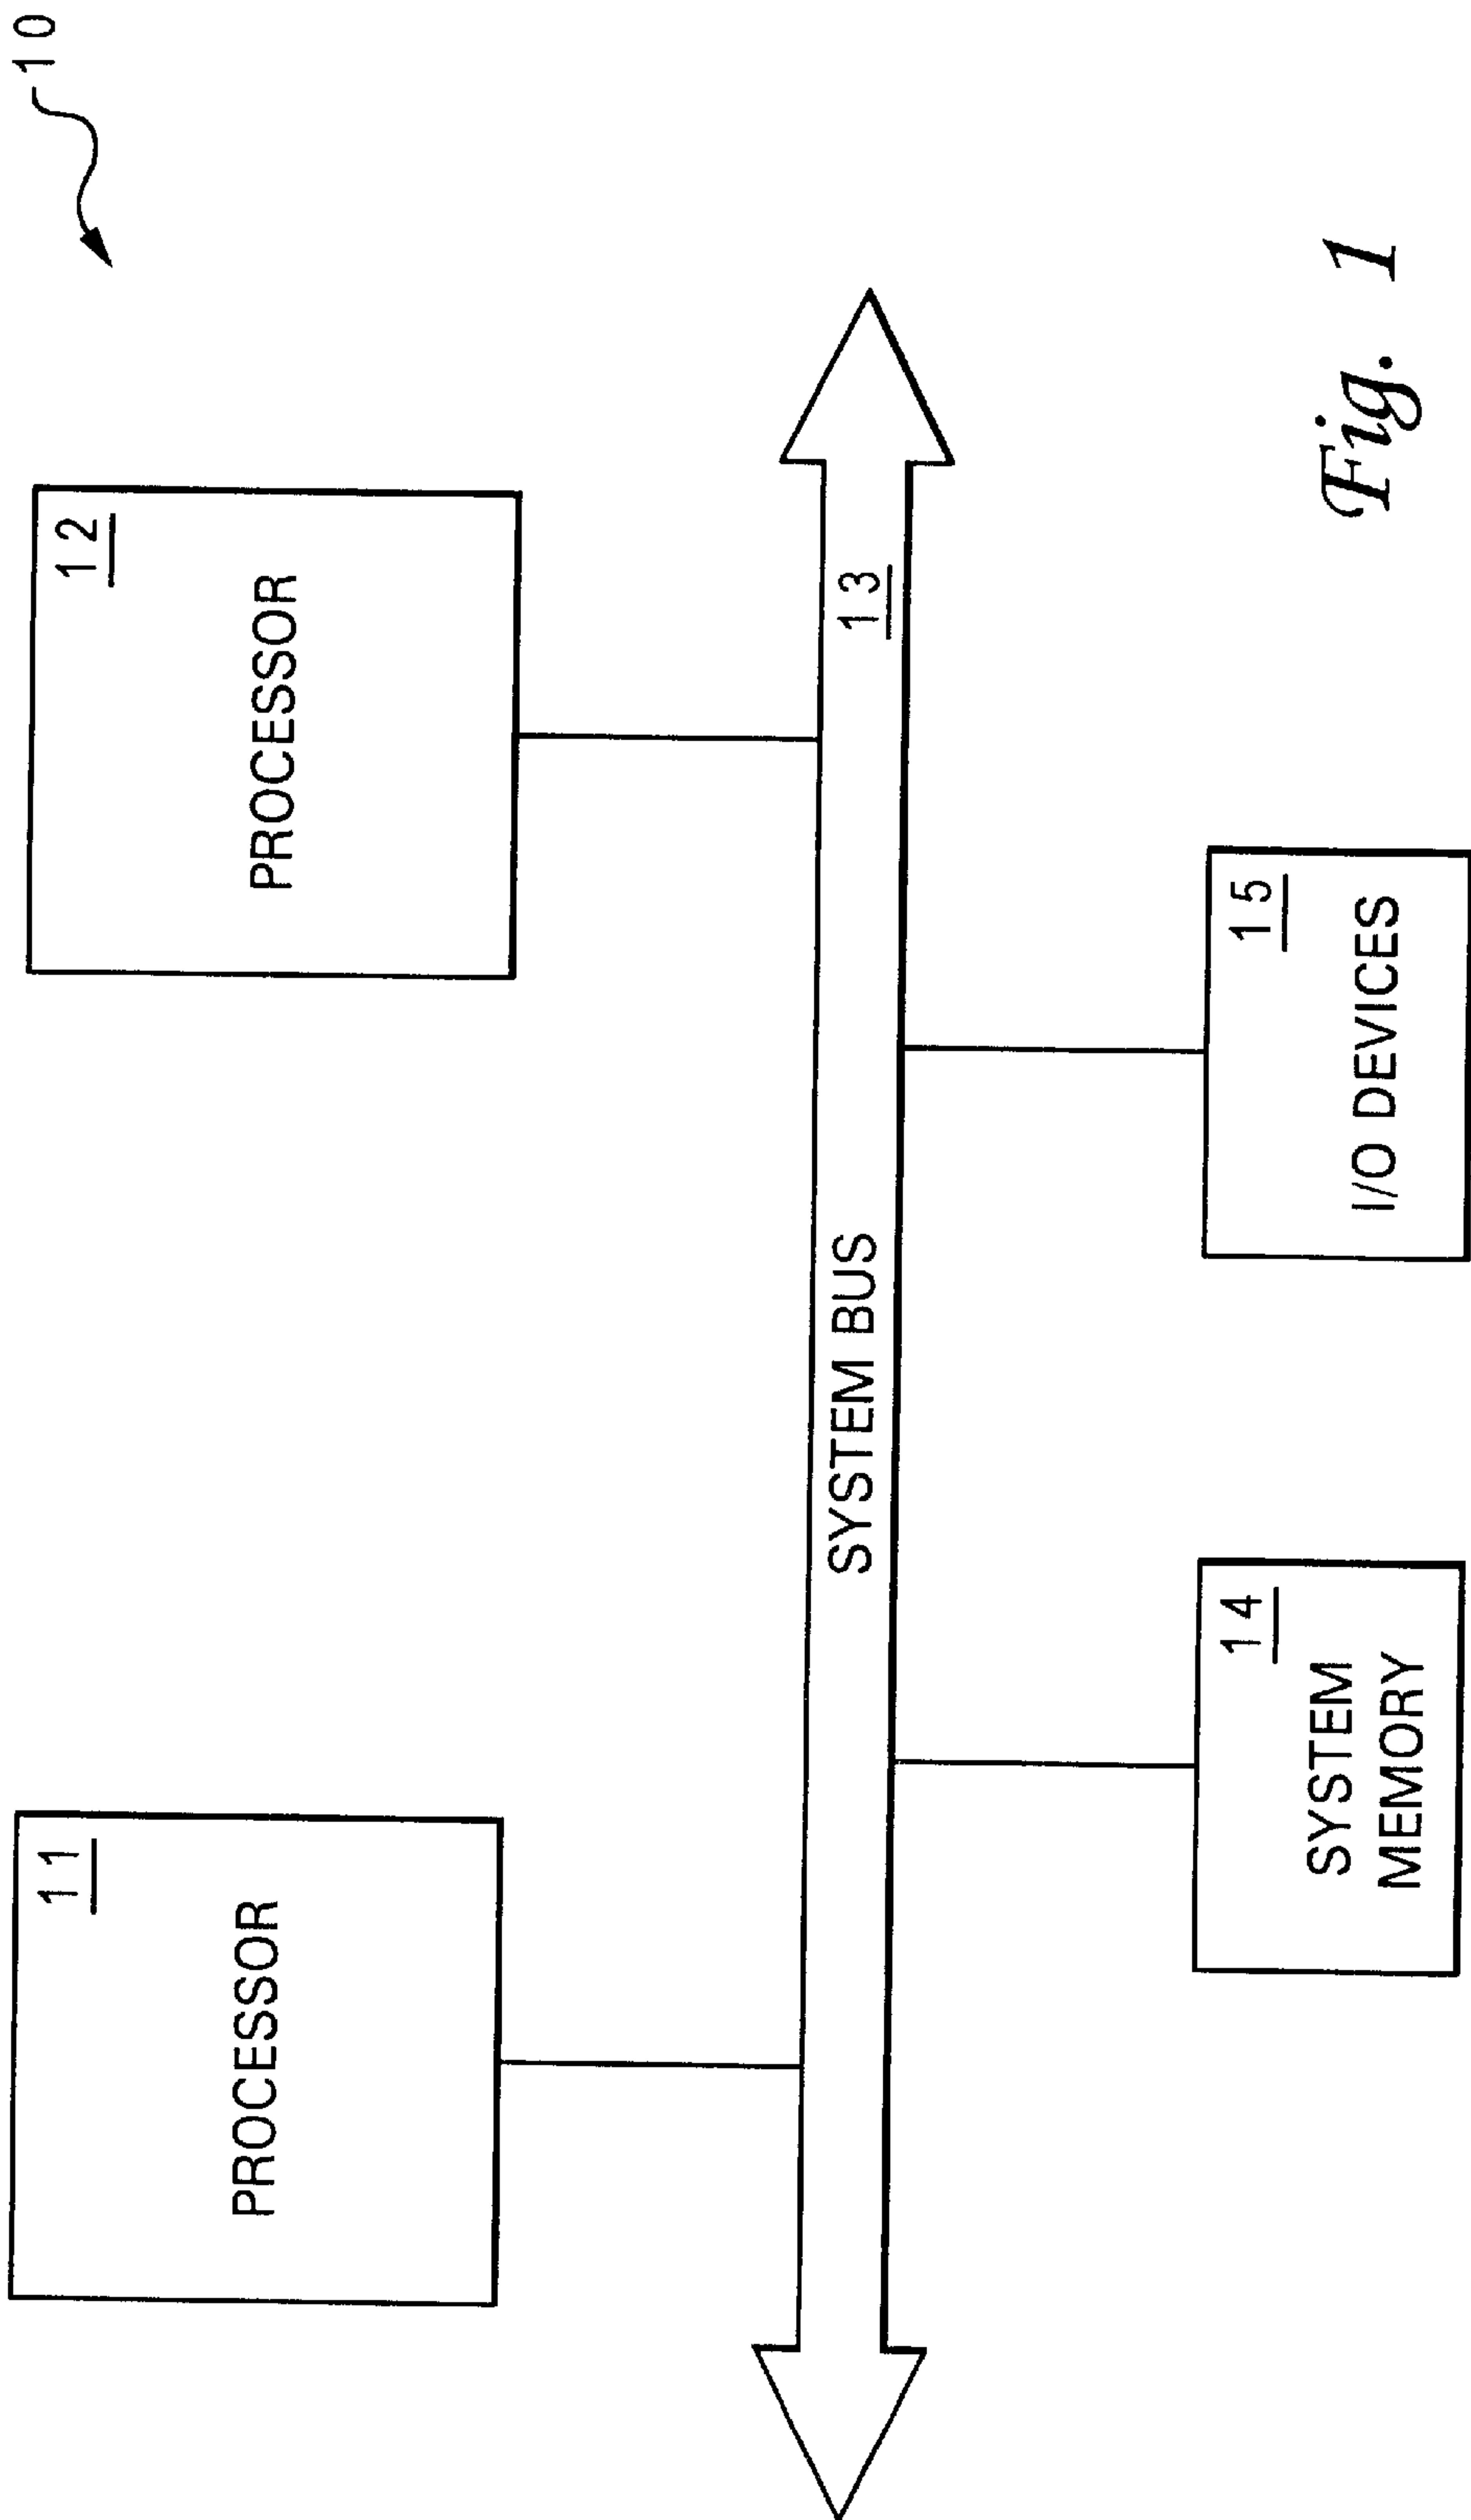 10
11
PROCESSOR
12
PROCESSOR
SYSTEM BUS
13
14
SYSTEM
MEMORY
15
I/O DEVICES
Fig. 1